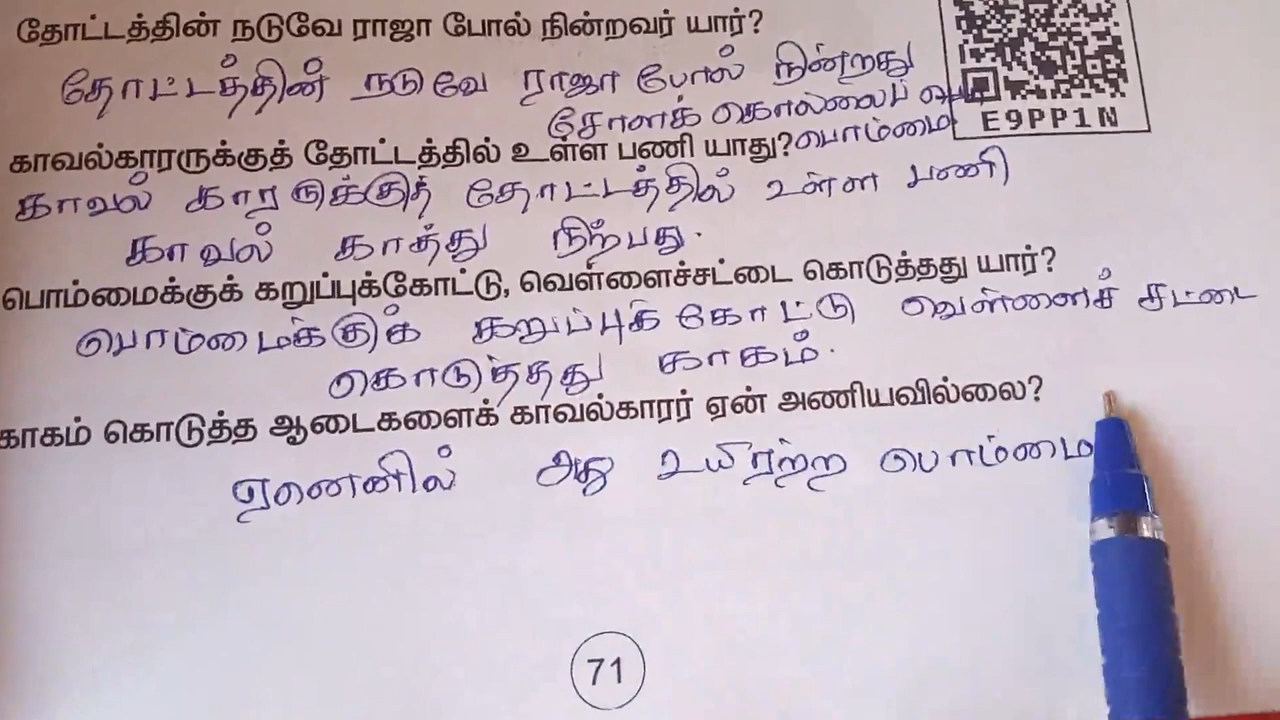 தோட்டத்தின் நடுவே ராஜா போல் நின்றவர் யார்?
தோட்டத்தின் நடுவே ராஜா போல் நின்றது
சோளக் கொல்லைப்
பொம்மை
E9PP1N
காவல்காரருக்குத் தோட்டத்தில் உள்ள பணி யாது?
காவல் காரருக்குத் தோட்டத்தில் உள்ள பணி
காவல் காத்து நிற்பது.
பொம்மைக்குக் கறுப்புக்கோட்டு, வெள்ளைச்சட்டை கொடுத்தது யார்?
பொம்மைக்குக் கறுப்புக் கோட்டு வெள்ளைச் சட்டை
கொடுத்தது காகம்.
காகம் கொடுத்த ஆடைகளைக் காவல்காரர் ஏன் அணியவில்லை?
ஏனெனில் அது உயிரற்ற பொம்மை
71